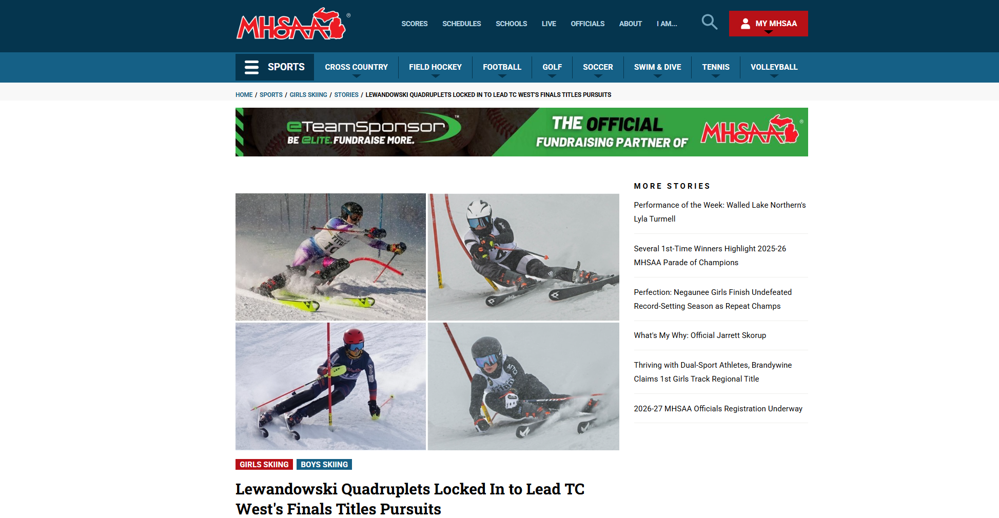 MHSAA®
SCORES SCHEDULES SCHOOLS LIVE OFFICIALS ABOUT I AM...
MY MHSAA
SPORTS CROSS COUNTRY FIELD HOCKEY FOOTBALL GOLF SOCCER SWIM & DIVE TENNIS VOLLEYBALL
HOME / SPORTS / GIRLS SKIING / STORIES / LEWANDOWSKI QUADRUPLETS LOCKED IN TO LEAD TC WEST'S FINALS TITLES PURSUITS
eTeamSponsor™
BE eLITE. FUNDRAISE MORE.
THE OFFICIAL
FUNDRAISING PARTNER OF
MHSAA®
MORE STORIES
Performance of the Week: Walled Lake Northern's
Lyla Turmell
Several 1st-Time Winners Highlight 2025-26
MHSAA Parade of Champions
Perfection: Negaunee Girls Finish Undefeated
Record-Setting Season as Repeat Champs
What's My Why: Official Jarrett Skorup
Thriving with Dual-Sport Athletes, Brandywine
Claims 1st Girls Track Regional Title
2026-27 MHSAA Officials Registration Underway
GIRLS SKIING BOYS SKIING
Lewandowski Quadruplets Locked In to Lead TC
West's Finals Titles Pursuits